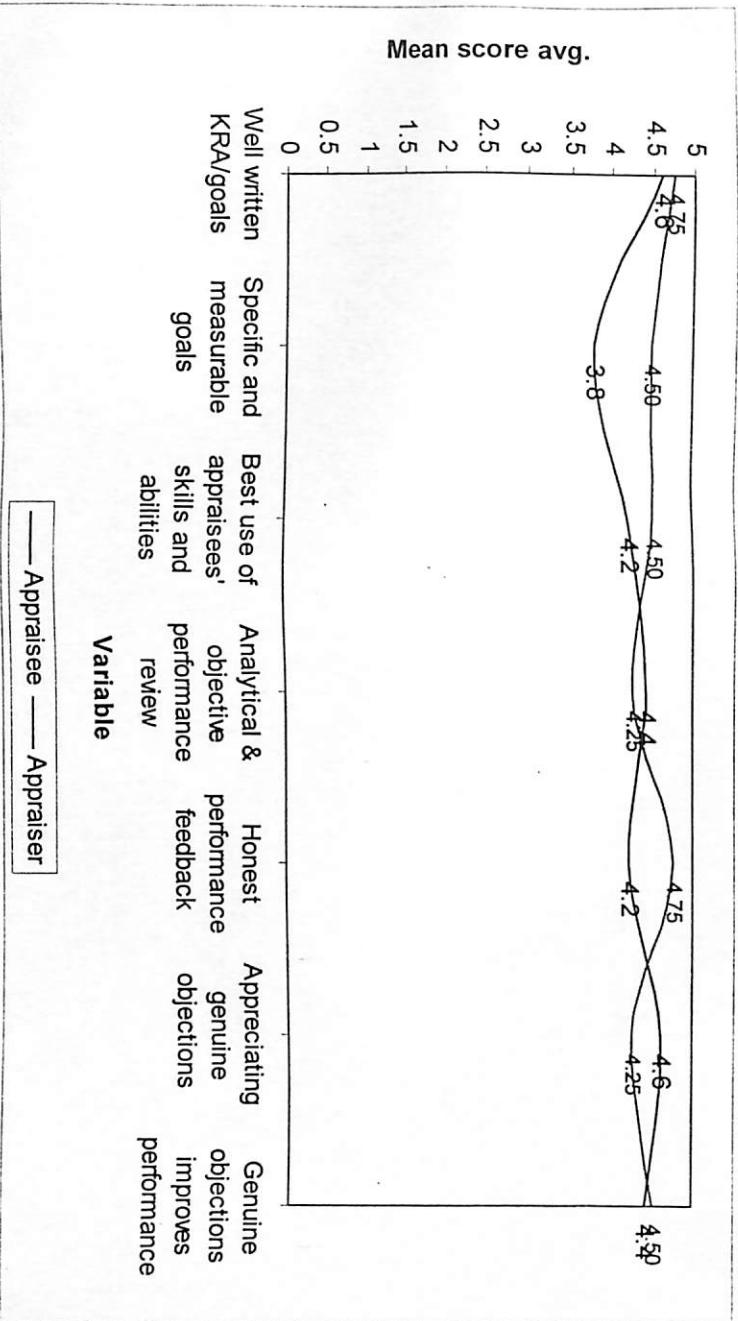 Mean score avg.
5
4.5
4
3.5
3
2.5
2
1.5
1
0.5
0
4.75
4.6
4.50
3.8
4.50
4.2
4.4
4.25
4.75
4.2
4.6
4.25
4.50
4.4
Well written
KRA/goals
Specific and
measurable
goals
Best use of
appraisees'
skills and
abilities
Analytical &
objective
performance
review
Honest
performance
feedback
Appreciating
genuine
objections
Genuine
objections
improves
performance
Variable
Appraisee Appraiser